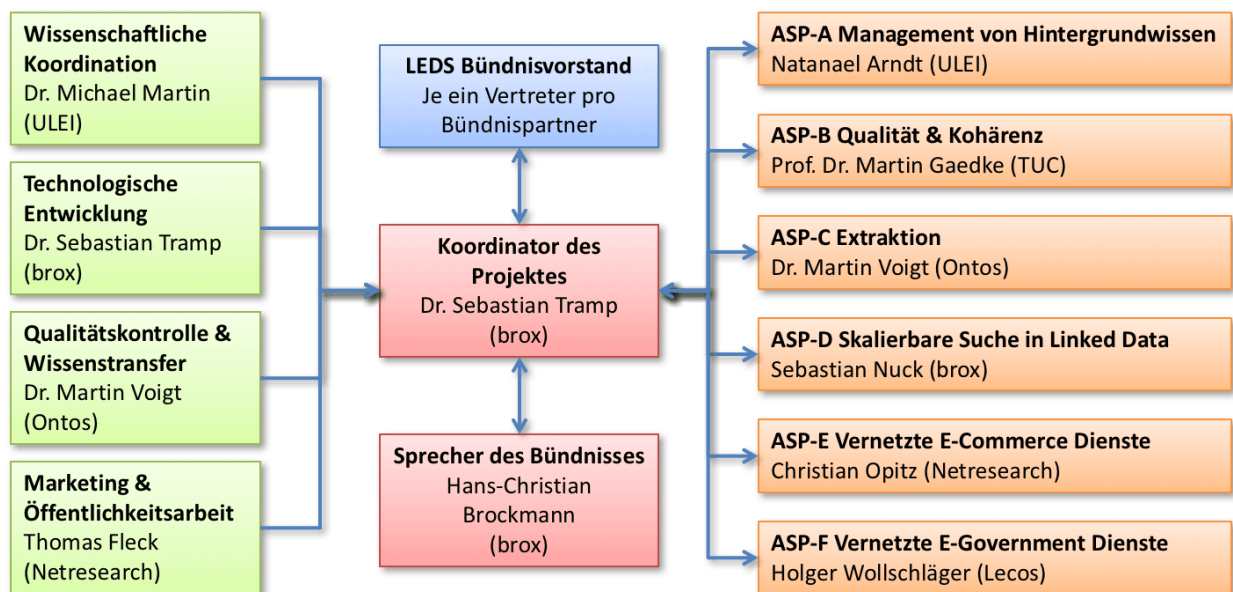 Wissenschaftliche
Koordination
Dr. Michael Martin
(ULEI)
Technologische
Entwicklung
Dr. Sebastian Tramp
(brox)
Qualitätskontrolle &
Wissenstransfer
Dr. Martin Voigt
(Ontos)
Marketing &
Öffentlichkeitsarbeit
Thomas Fleck
(Netresearch)
LEDS Bündnisvorstand
Je ein Vertreter pro
Bündnispartner
Koordinator des
Projektes
Dr. Sebastian Tramp
(brox)
Sprecher des Bündnisses
Hans-Christian
Brockmann
(brox)
ASP-A Management von Hintergrundwissen
Natanael Arndt (ULEI)
ASP-B Qualität & Kohärenz
Prof. Dr. Martin Gaedke (TUC)
ASP-C Extraktion
Dr. Martin Voigt (Ontos)
ASP-D Skalierbare Suche in Linked Data
Sebastian Nuck (brox)
ASP-E Vernetzte E-Commerce Dienste
Christian Opitz (Netresearch)
ASP-F Vernetzte E-Government Dienste
Holger Wollschläger (Lecos)